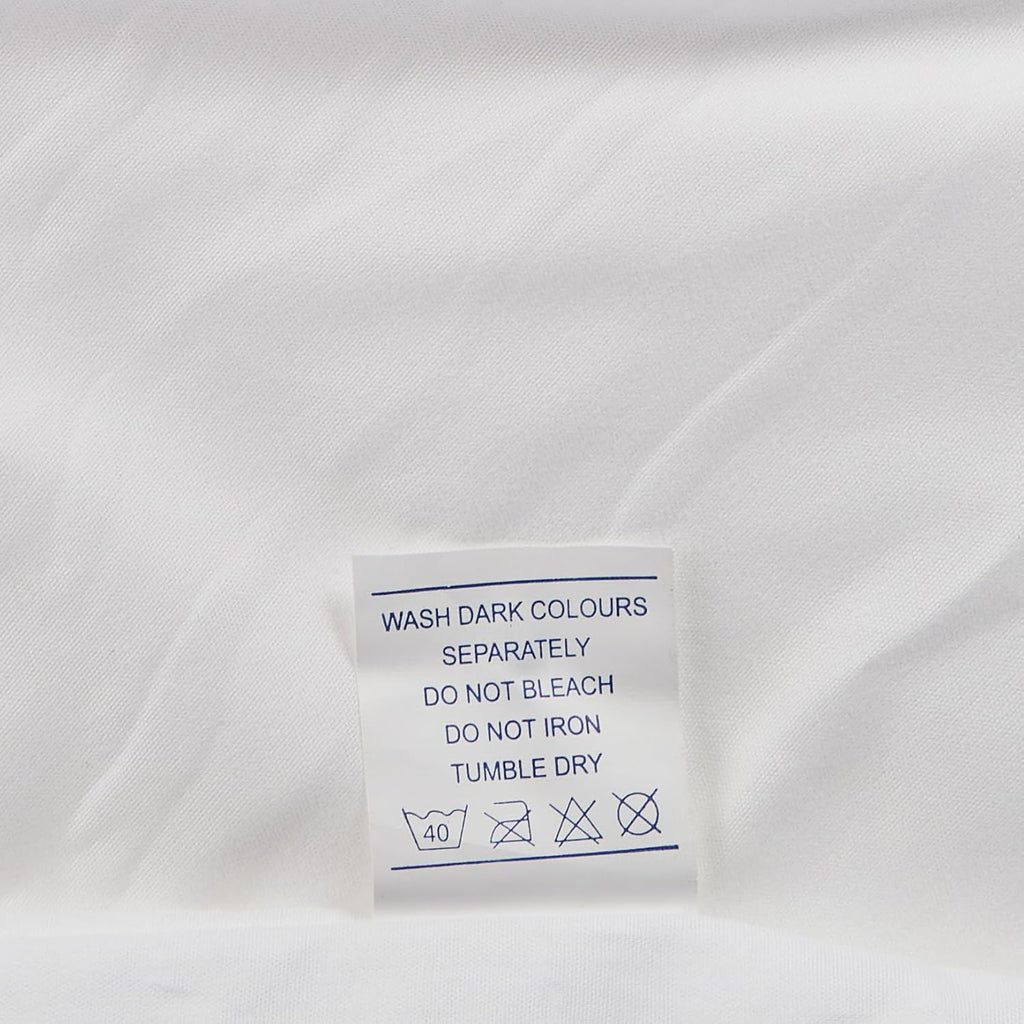 WASH DARK COLOURS
SEPARATELY
DO NOT BLEACH
DO NOT IRON
TUMBLE DRY
40